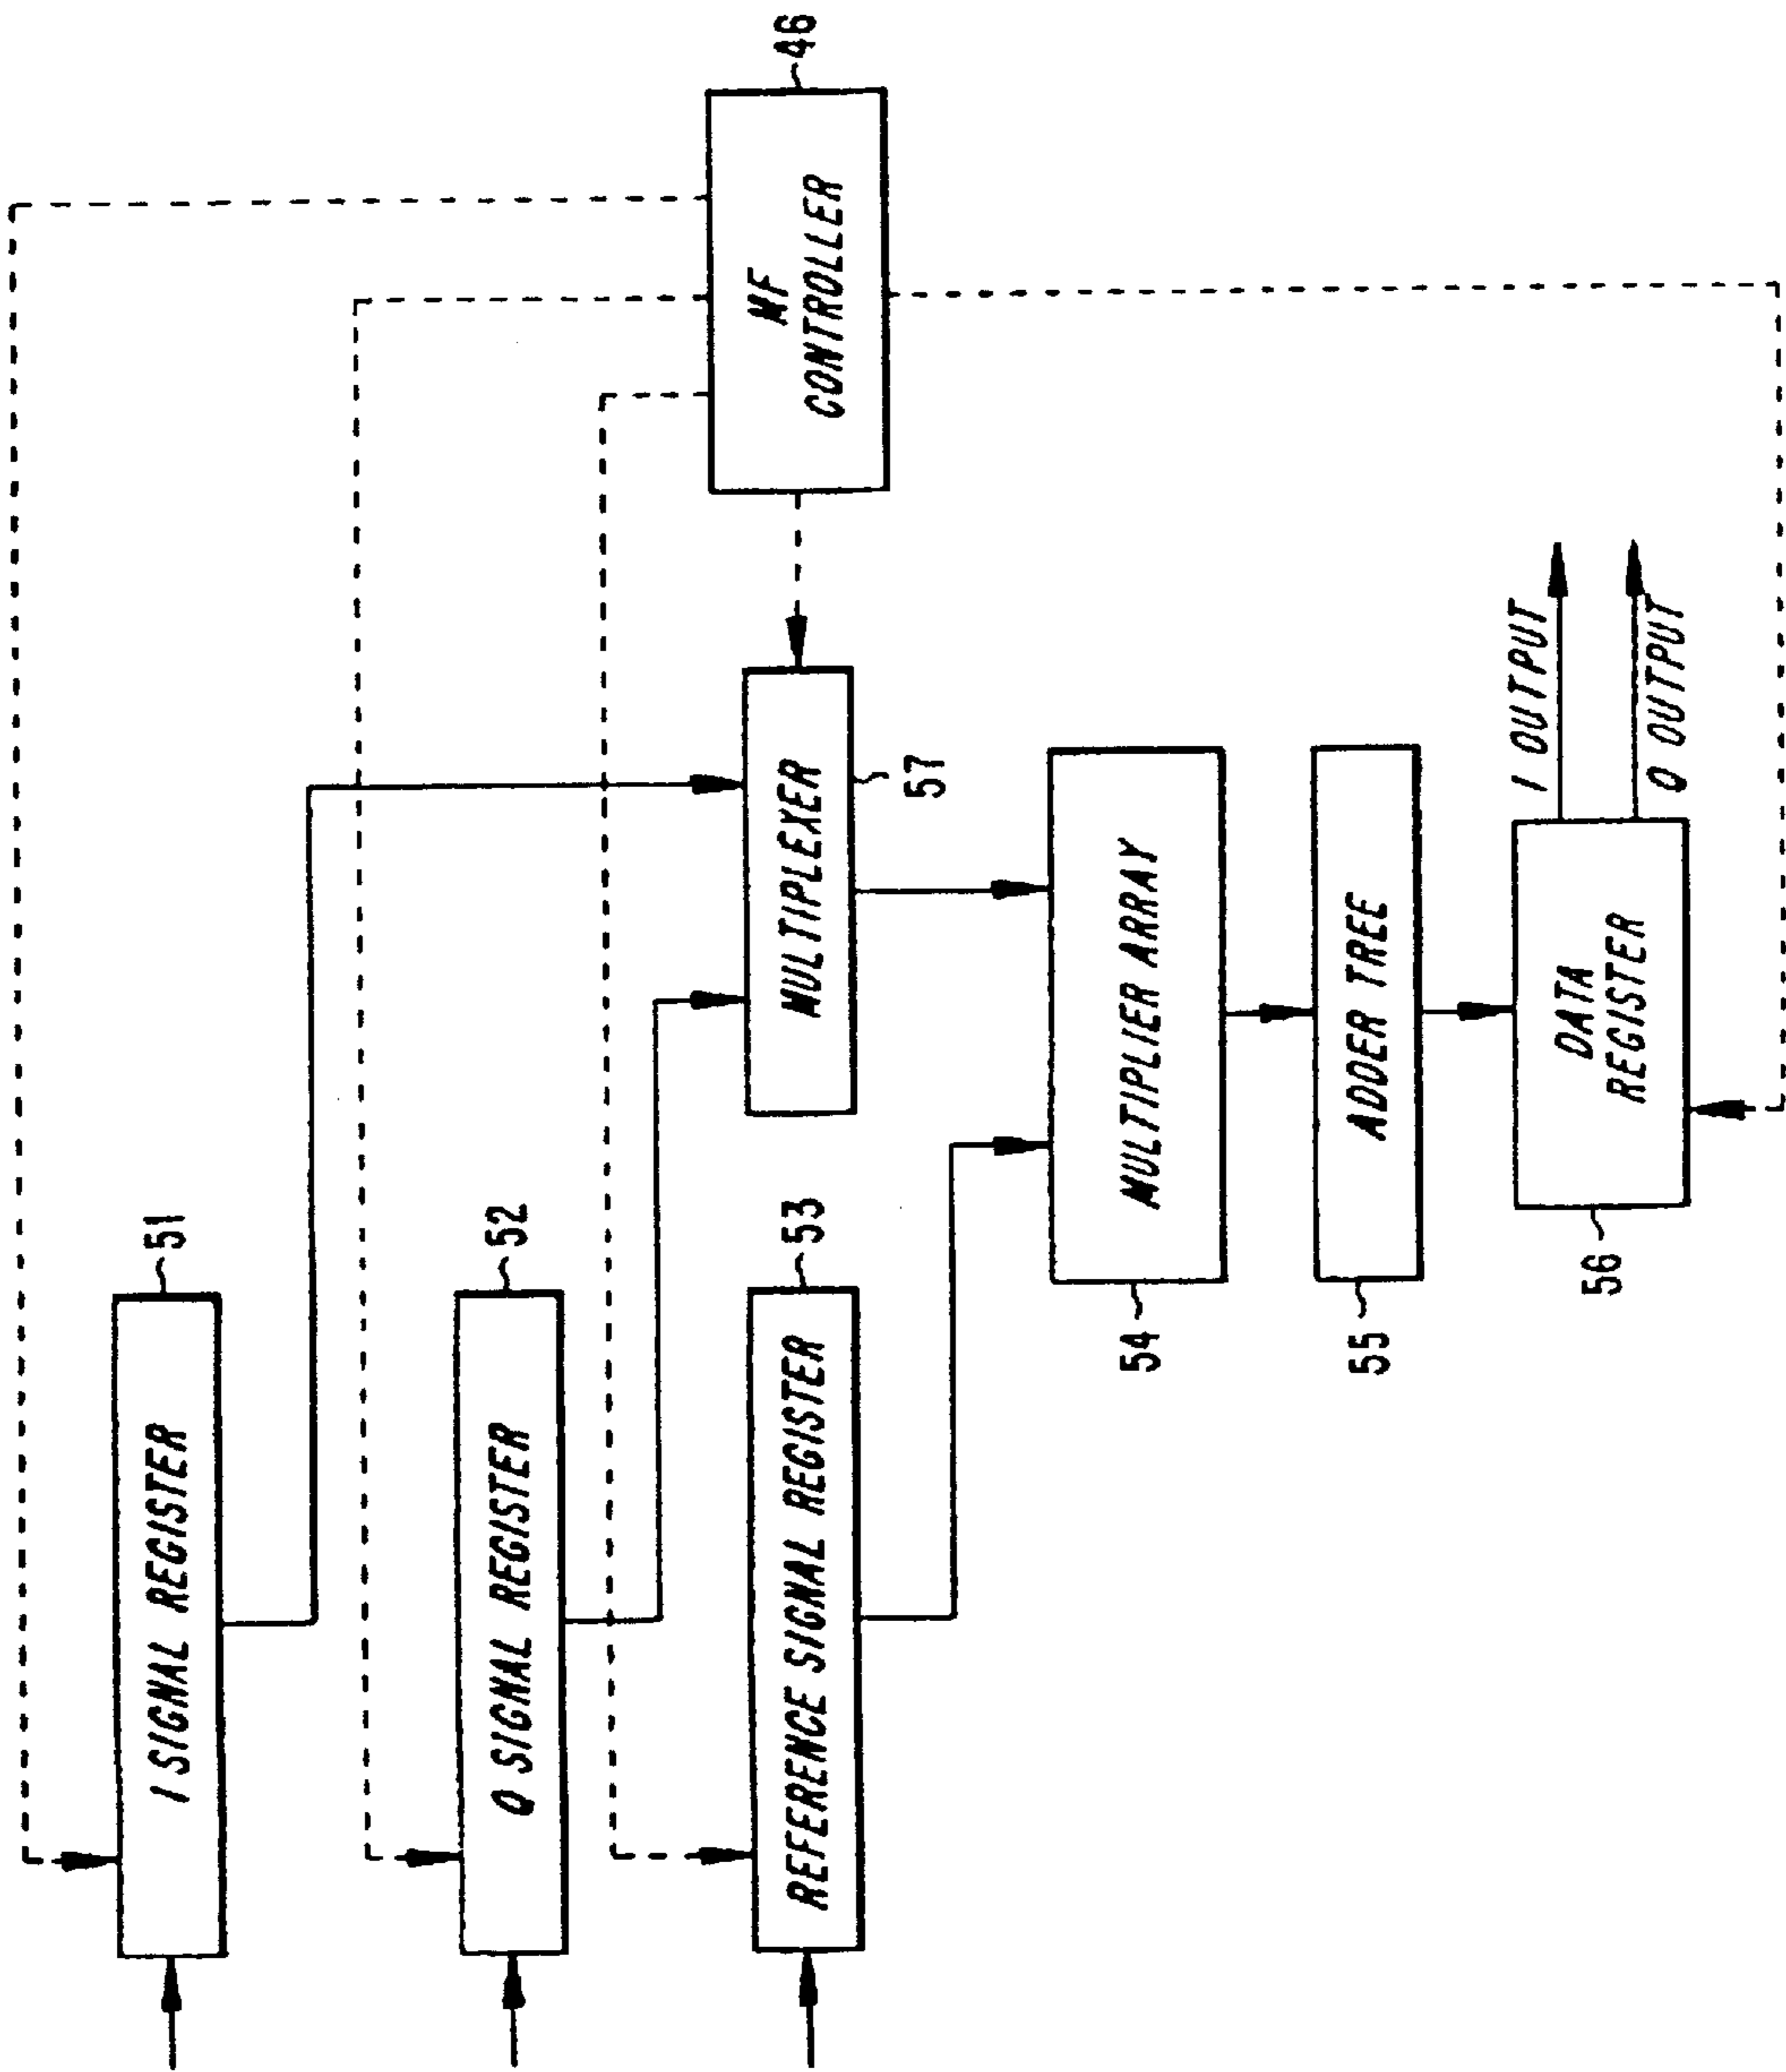 I SIGNAL REGISTER
51
Q SIGNAL REGISTER
52
REFERENCE SIGNAL REGISTER
53
MF
CONTROLLER
46
MULTIPLEXER
57
MULTIPLIER ARRAY
54
ADDER TREE
55
DATA
REGISTER
56
I OUTPUT
Q OUTPUT